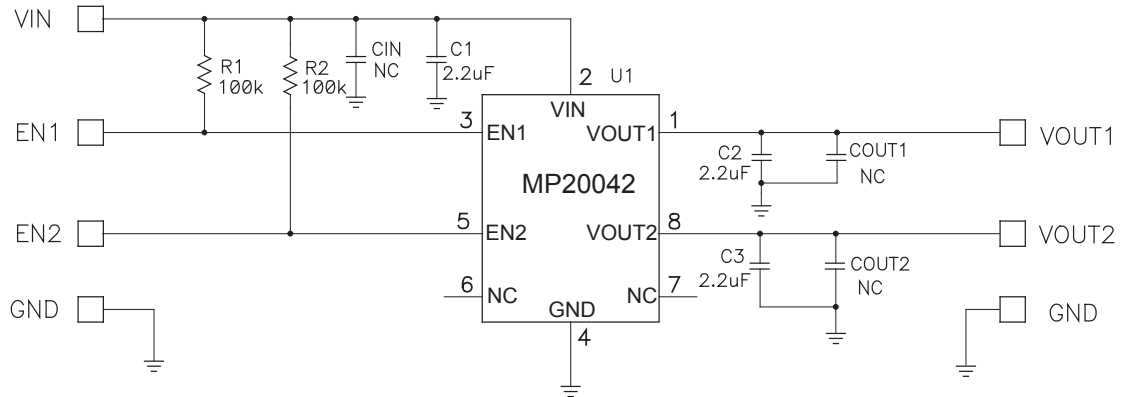 VIN
R1
100k
R2
100k
CIN
NC
C1
2.2uF
2
U1
VIN
EN1
3
EN1
VOUT1
1
C2
2.2uF
COUT1
NC
VOUT1
MP20042
EN2
5
EN2
VOUT2
8
C3
2.2uF
COUT2
NC
VOUT2
6
NC
NC
7
GND
GND
4
GND